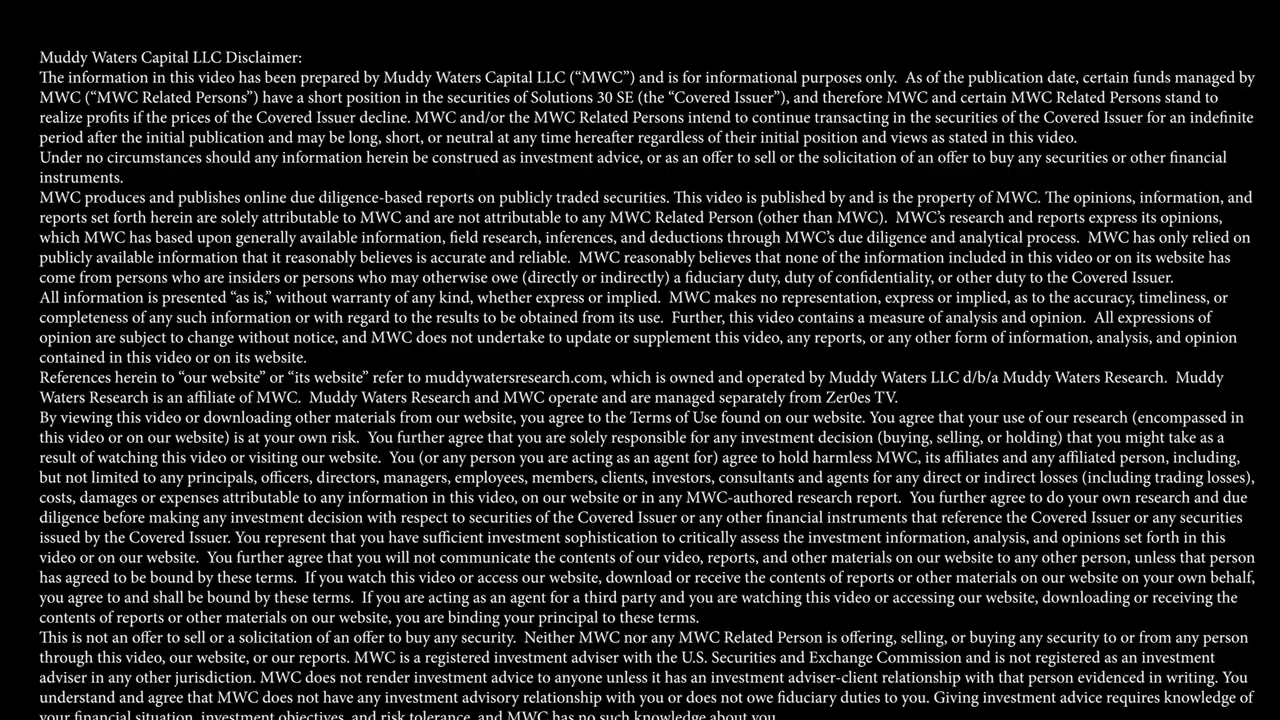 Muddy Waters Capital LLC Disclaimer:
The information in this video has been prepared by Muddy Waters Capital LLC (“MWC”) and is for informational purposes only.  As of the publication date, certain funds managed by
MWC (“MWC Related Persons”) have a short position in the securities of Solutions 30 SE (the “Covered Issuer”), and therefore MWC and certain MWC Related Persons stand to
realize profits if the prices of the Covered Issuer decline. MWC and/or the MWC Related Persons intend to continue transacting in the securities of the Covered Issuer for an indefinite
period after the initial publication and may be long, short, or neutral at any time hereafter regardless of their initial position and views as stated in this video.
Under no circumstances should any information herein be construed as investment advice, or as an offer to sell or the solicitation of an offer to buy any securities or other financial
instruments.
MWC produces and publishes online due diligence-based reports on publicly traded securities. This video is published by and is the property of MWC. The opinions, information, and
reports set forth herein are solely attributable to MWC and are not attributable to any MWC Related Person (other than MWC).  MWC’s research and reports express its opinions,
which MWC has based upon generally available information, field research, inferences, and deductions through MWC’s due diligence and analytical process.  MWC has only relied on
publicly available information that it reasonably believes is accurate and reliable.  MWC reasonably believes that none of the information included in this video or on its website has
come from persons who are insiders or persons who may otherwise owe (directly or indirectly) a fiduciary duty, duty of confidentiality, or other duty to the Covered Issuer.
All information is presented “as is,” without warranty of any kind, whether express or implied.  MWC makes no representation, express or implied, as to the accuracy, timeliness, or
completeness of any such information or with regard to the results to be obtained from its use.  Further, this video contains a measure of analysis and opinion.  All expressions of
opinion are subject to change without notice, and MWC does not undertake to update or supplement this video, any reports, or any other form of information, analysis, and opinion
contained in this video or on its website.
References herein to “our website” or “its website” refer to muddywatersresearch.com, which is owned and operated by Muddy Waters LLC d/b/a Muddy Waters Research.  Muddy
Waters Research is an affiliate of MWC.  Muddy Waters Research and MWC operate and are managed separately from Zer0es TV.
By viewing this video or downloading other materials from our website, you agree to the Terms of Use found on our website. You agree that your use of our research (encompassed in
this video or on our website) is at your own risk.  You further agree that you are solely responsible for any investment decision (buying, selling, or holding) that you might take as a
result of watching this video or visiting our website.  You (or any person you are acting as an agent for) agree to hold harmless MWC, its affiliates and any affiliated person, including,
but not limited to any principals, officers, directors, managers, employees, members, clients, investors, consultants and agents for any direct or indirect losses (including trading losses),
costs, damages or expenses attributable to any information in this video, on our website or in any MWC-authored research report.  You further agree to do your own research and due
diligence before making any investment decision with respect to securities of the Covered Issuer or any other financial instruments that reference the Covered Issuer or any securities
issued by the Covered Issuer. You represent that you have sufficient investment sophistication to critically assess the investment information, analysis, and opinions set forth in this
video or on our website.  You further agree that you will not communicate the contents of our video, reports, and other materials on our website to any other person, unless that person
has agreed to be bound by these terms.  If you watch this video or access our website, download or receive the contents of reports or other materials on our website on your own behalf,
you agree to and shall be bound by these terms.  If you are acting as an agent for a third party and you are watching this video or accessing our website, downloading or receiving the
contents of reports or other materials on our website, you are binding your principal to these terms.
This is not an offer to sell or a solicitation of an offer to buy any security.  Neither MWC nor any MWC Related Person is offering, selling, or buying any security to or from any person
through this video, our website, or our reports. MWC is a registered investment adviser with the U.S. Securities and Exchange Commission and is not registered as an investment
adviser in any other jurisdiction. MWC does not render investment advice to anyone unless it has an investment adviser-client relationship with that person evidenced in writing. You
understand and agree that MWC does not have any investment advisory relationship with you or does not owe fiduciary duties to you. Giving investment advice requires knowledge of
your financial situation, investment objectives, and risk tolerance, and MWC has no such knowledge about you.